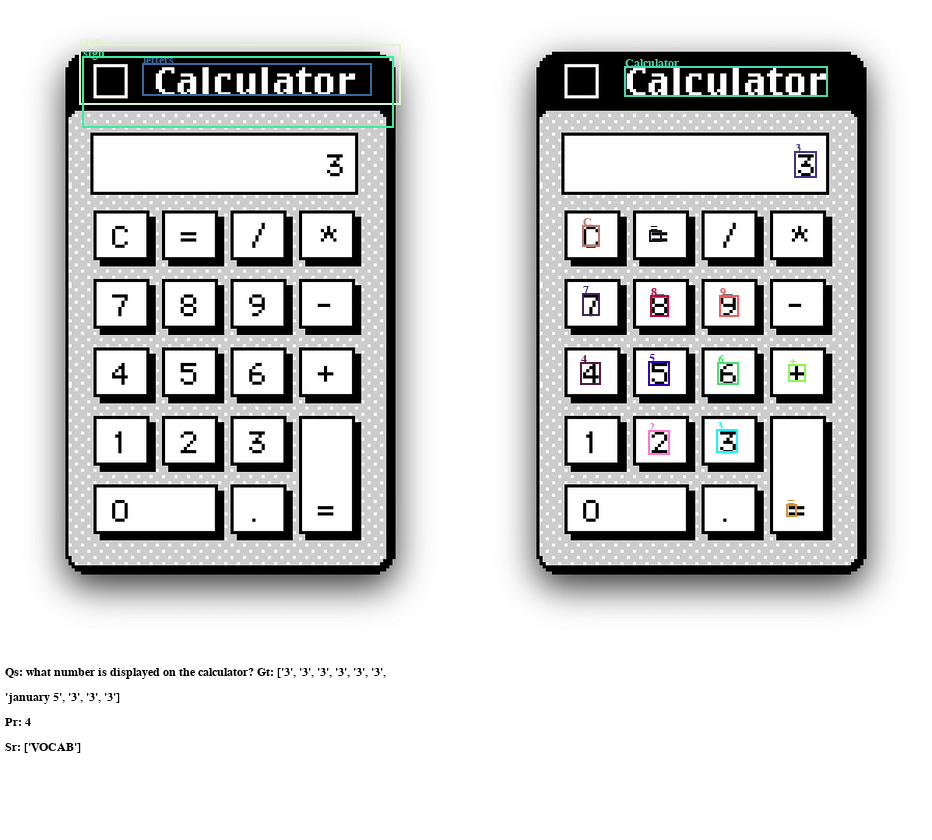 sign
letters
Calculator
3
C = / *
7 8 9 -
4 5 6 +
1 2 3
0 . =
Calculator
Calculator
3
3
C =
C = / *
7 8 9
7 8 9 -
4 5 6 +
4 5 6 +
2 3
1 2 3
=
0 . =
Qs: what number is displayed on the calculator? Gt: ['3', '3', '3', '3', '3', '3',
'january 5', '3', '3', '3']
Pr: 4
Sr: ['VOCAB']